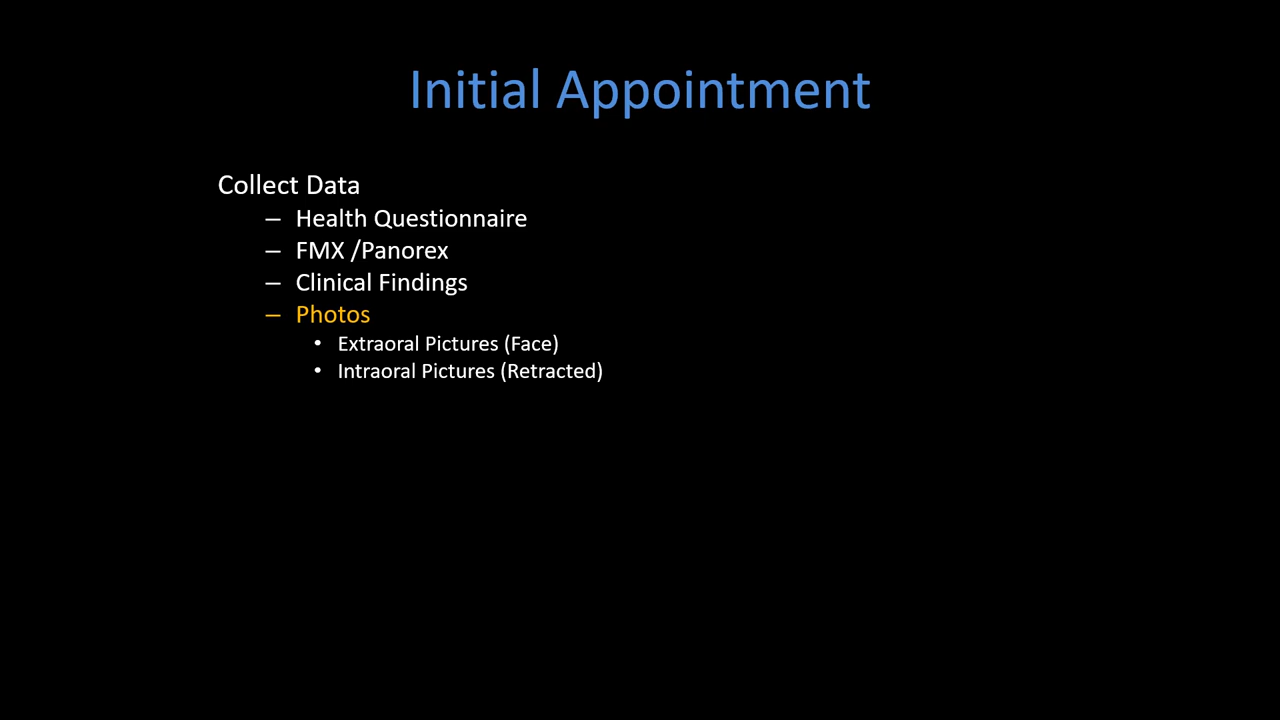 Initial Appointment
Collect Data
– Health Questionnaire
– FMX /Panorex
– Clinical Findings
– Photos
• Extraoral Pictures (Face)
• Intraoral Pictures (Retracted)